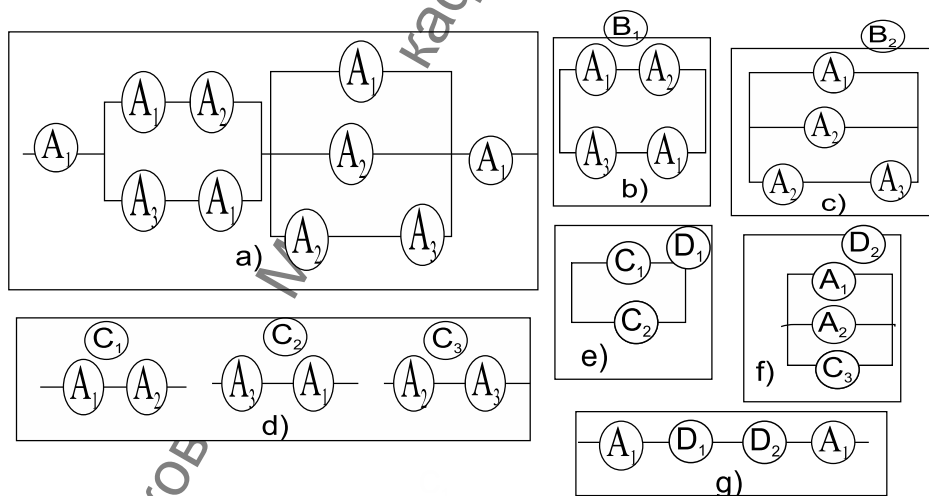 A₁
A₁ A₂
A₃ A₁
A₁
A₂
A₂ A₃
A₁
a)
B₁
A₁ A₂
A₃ A₁
b)
B₂
A₁
A₂
A₂ A₃
c)
C₁
A₁ A₂
C₂
A₃ A₁
C₃
A₂ A₃
d)
D₁
C₁
C₂
e)
D₂
A₁
A₂
C₃
f)
A₁ D₁ D₂ A₁
g)